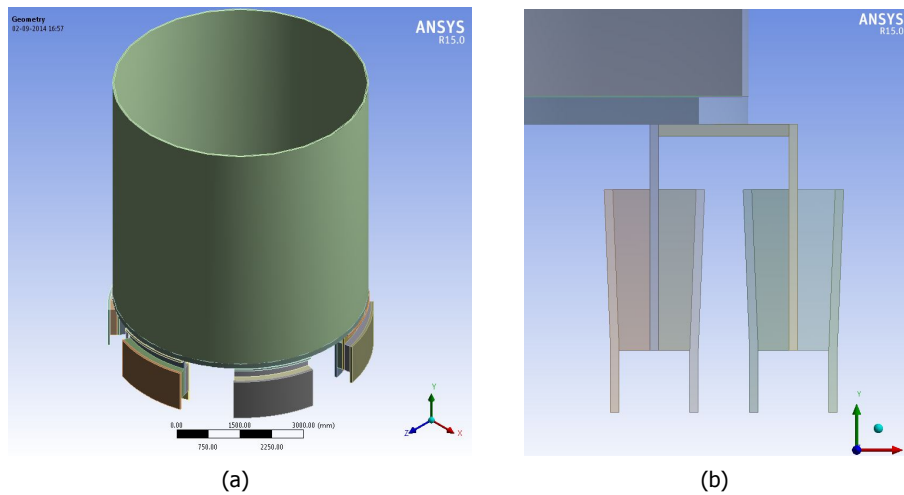 Geometry
02-09-2014 16:57
ANSYS
R15.0
0.00 1500.00 3000.00 (mm)
750.00 2250.00
Y
Z X
(a)
ANSYS
R15.0
Y
(b)